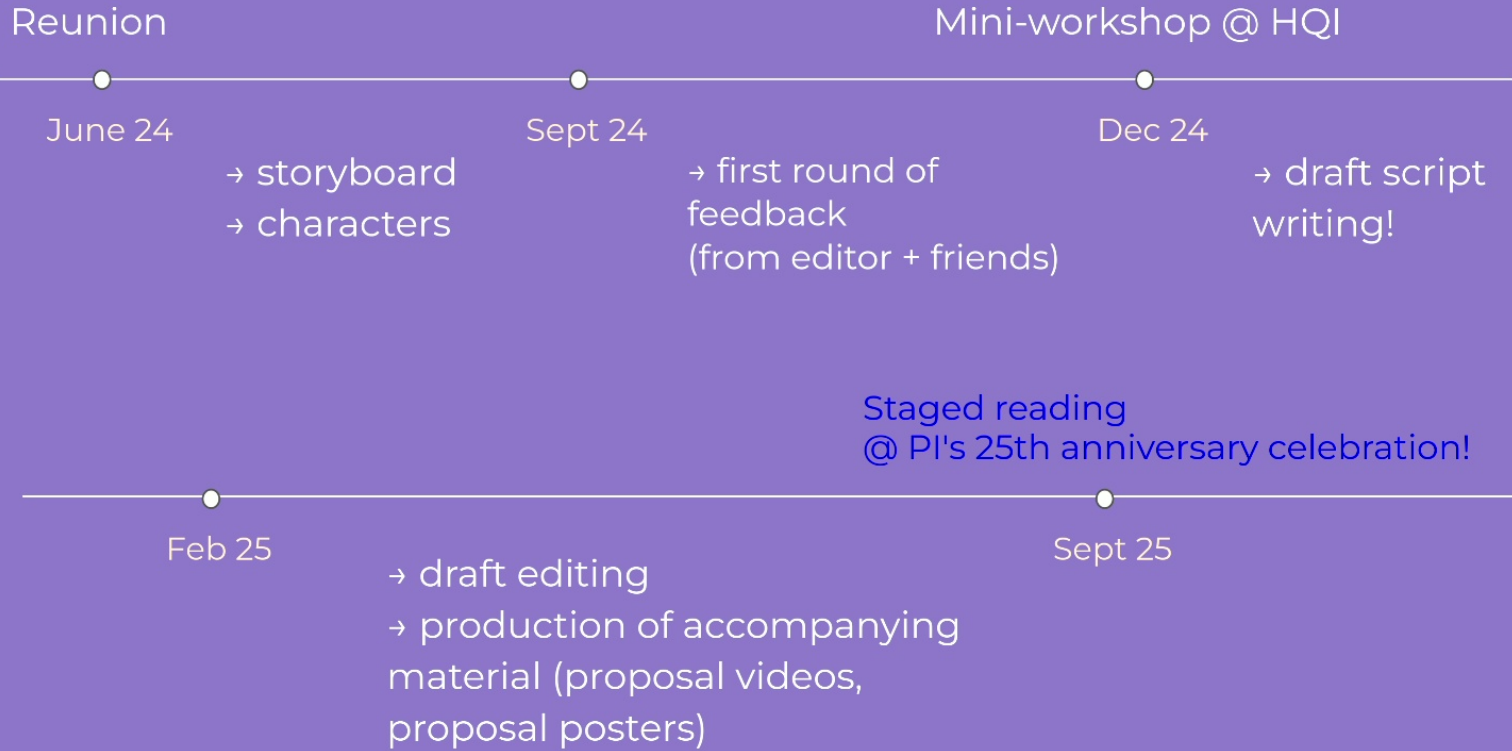 Reunion
Mini-workshop @ HQI
June 24
Sept 24
Dec 24
→ storyboard
→ characters
→ first round of
feedback
(from editor + friends)
→ draft script
writing!
Staged reading
@ PI's 25th anniversary celebration!
Feb 25
Sept 25
→ draft editing
→ production of accompanying
material (proposal videos,
proposal posters)